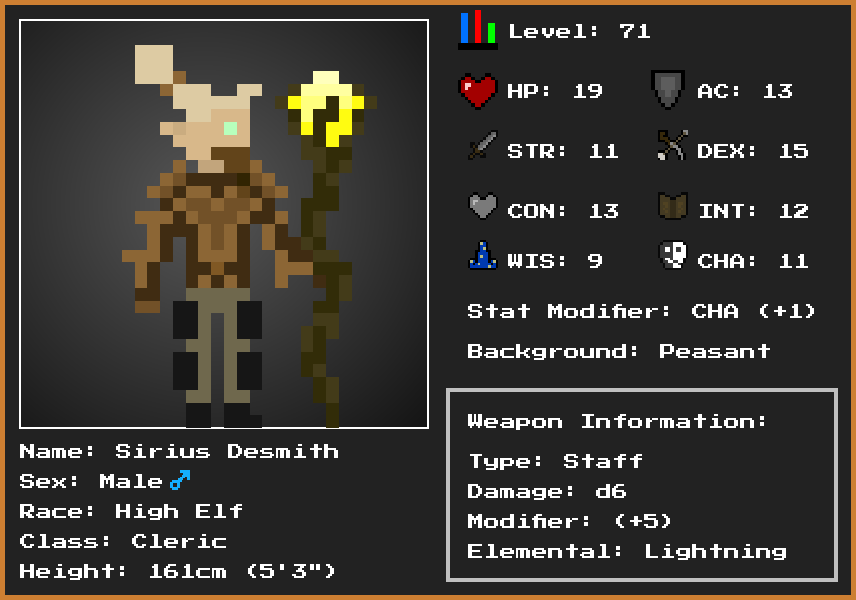 Level: 71
HP: 19
AC: 13
STR: 11
DEX: 15
CON: 13
INT: 12
WIS: 9
CHA: 11
Stat Modifier: CHA (+1)
Background: Peasant
Name: Sirius Desmith
Sex: Male♂
Race: High Elf
Class: Cleric
Height: 161cm (5'3")
Weapon Information:
Type: Staff
Damage: d6
Modifier: (+5)
Elemental: Lightning